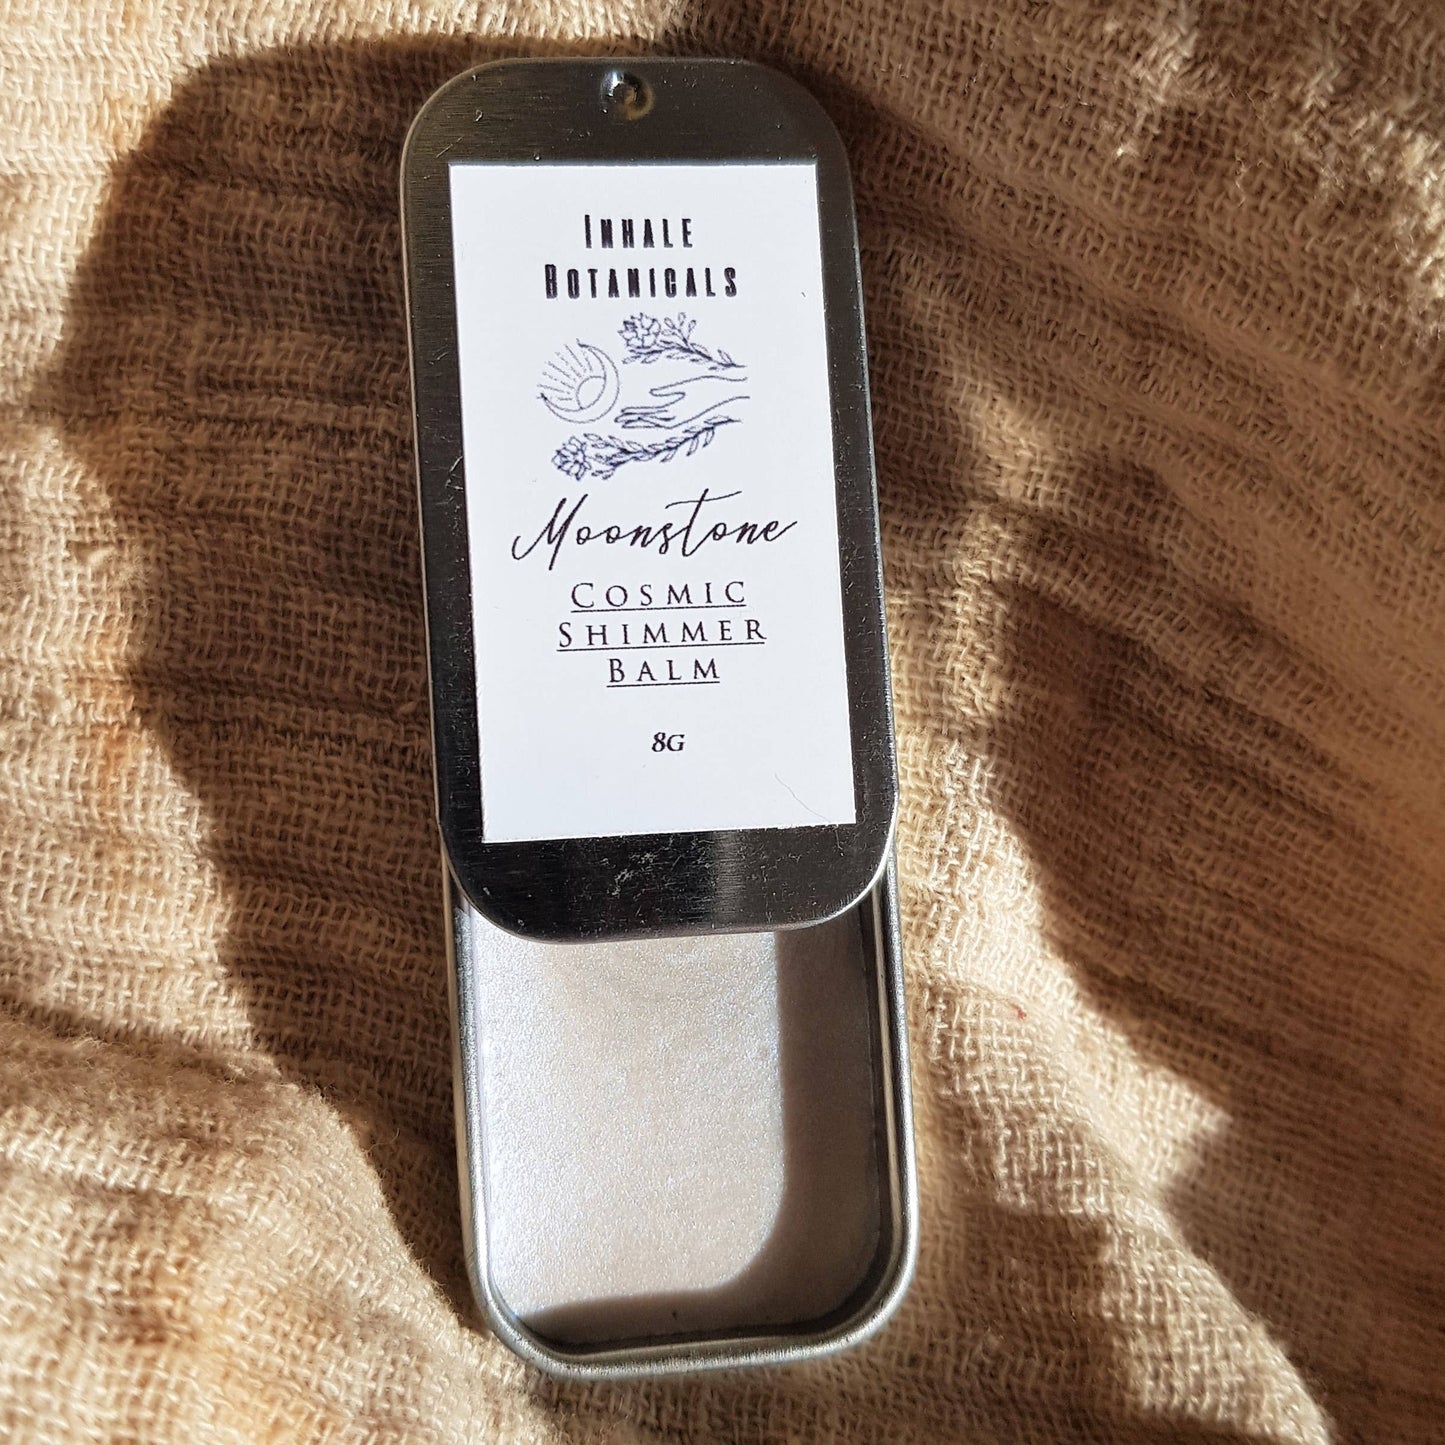 Inhale
Botanicals
Moonstone
Cosmic
Shimmer
Balm
8G